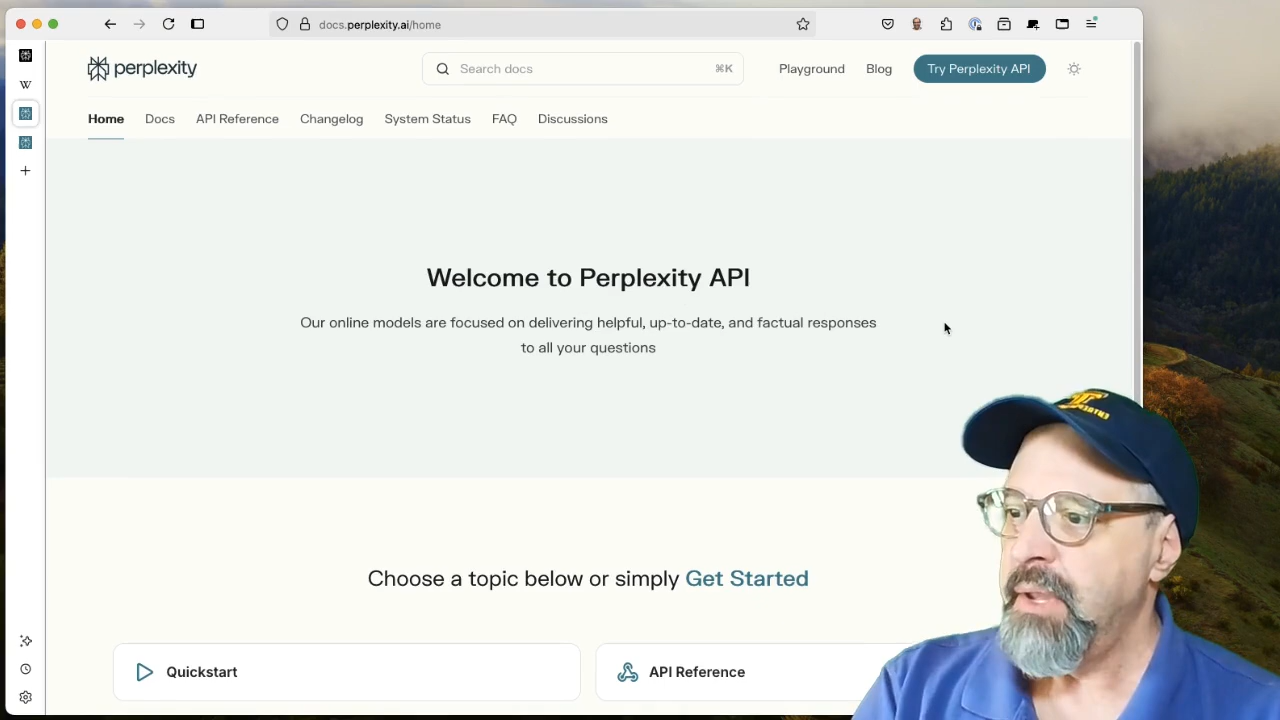 docs.perplexity.ai/home
perplexity
Search docs
⌘K
Playground
Blog
Try Perplexity API
Home
Docs
API Reference
Changelog
System Status
FAQ
Discussions
W
Welcome to Perplexity API
Our online models are focused on delivering helpful, up-to-date, and factual responses
to all your questions
Choose a topic below or simply Get Started
Quickstart
API Reference